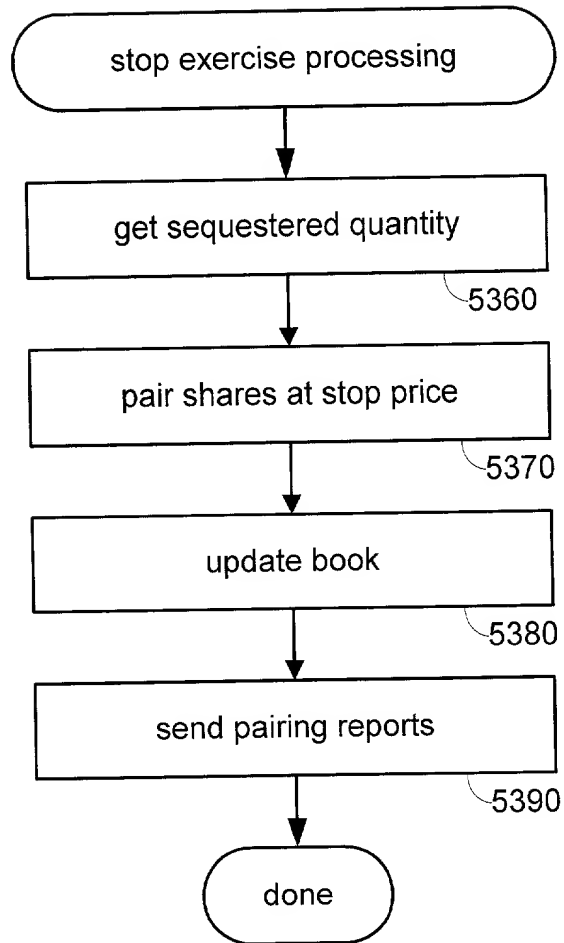 stop exercise processing
get sequestered quantity
5360
pair shares at stop price
5370
update book
5380
send pairing reports
5390
done